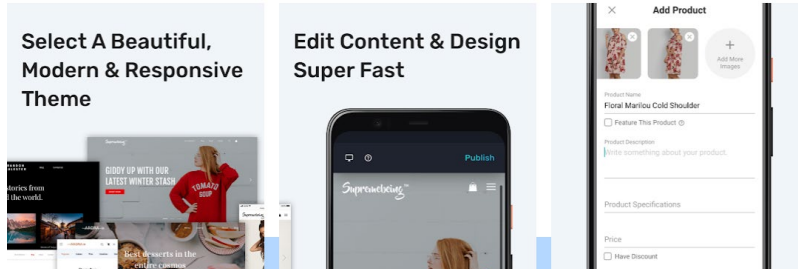 Select A Beautiful,
Modern & Responsive
Theme
GIDDY UP WITH OUR
LATEST WINTER STASH
TOMATO
SOUP
stories from
the world.
Supremebeing
Best desserts in the
entire cosmos
Edit Content & Design
Super Fast
Publish
Supremebeing™
Add Product
Add More
Images
Product Name
Floral Marilou Cold Shoulder
Feature This Product
Product Description
Write something about your product.
Product Specifications
Price
Have Discount